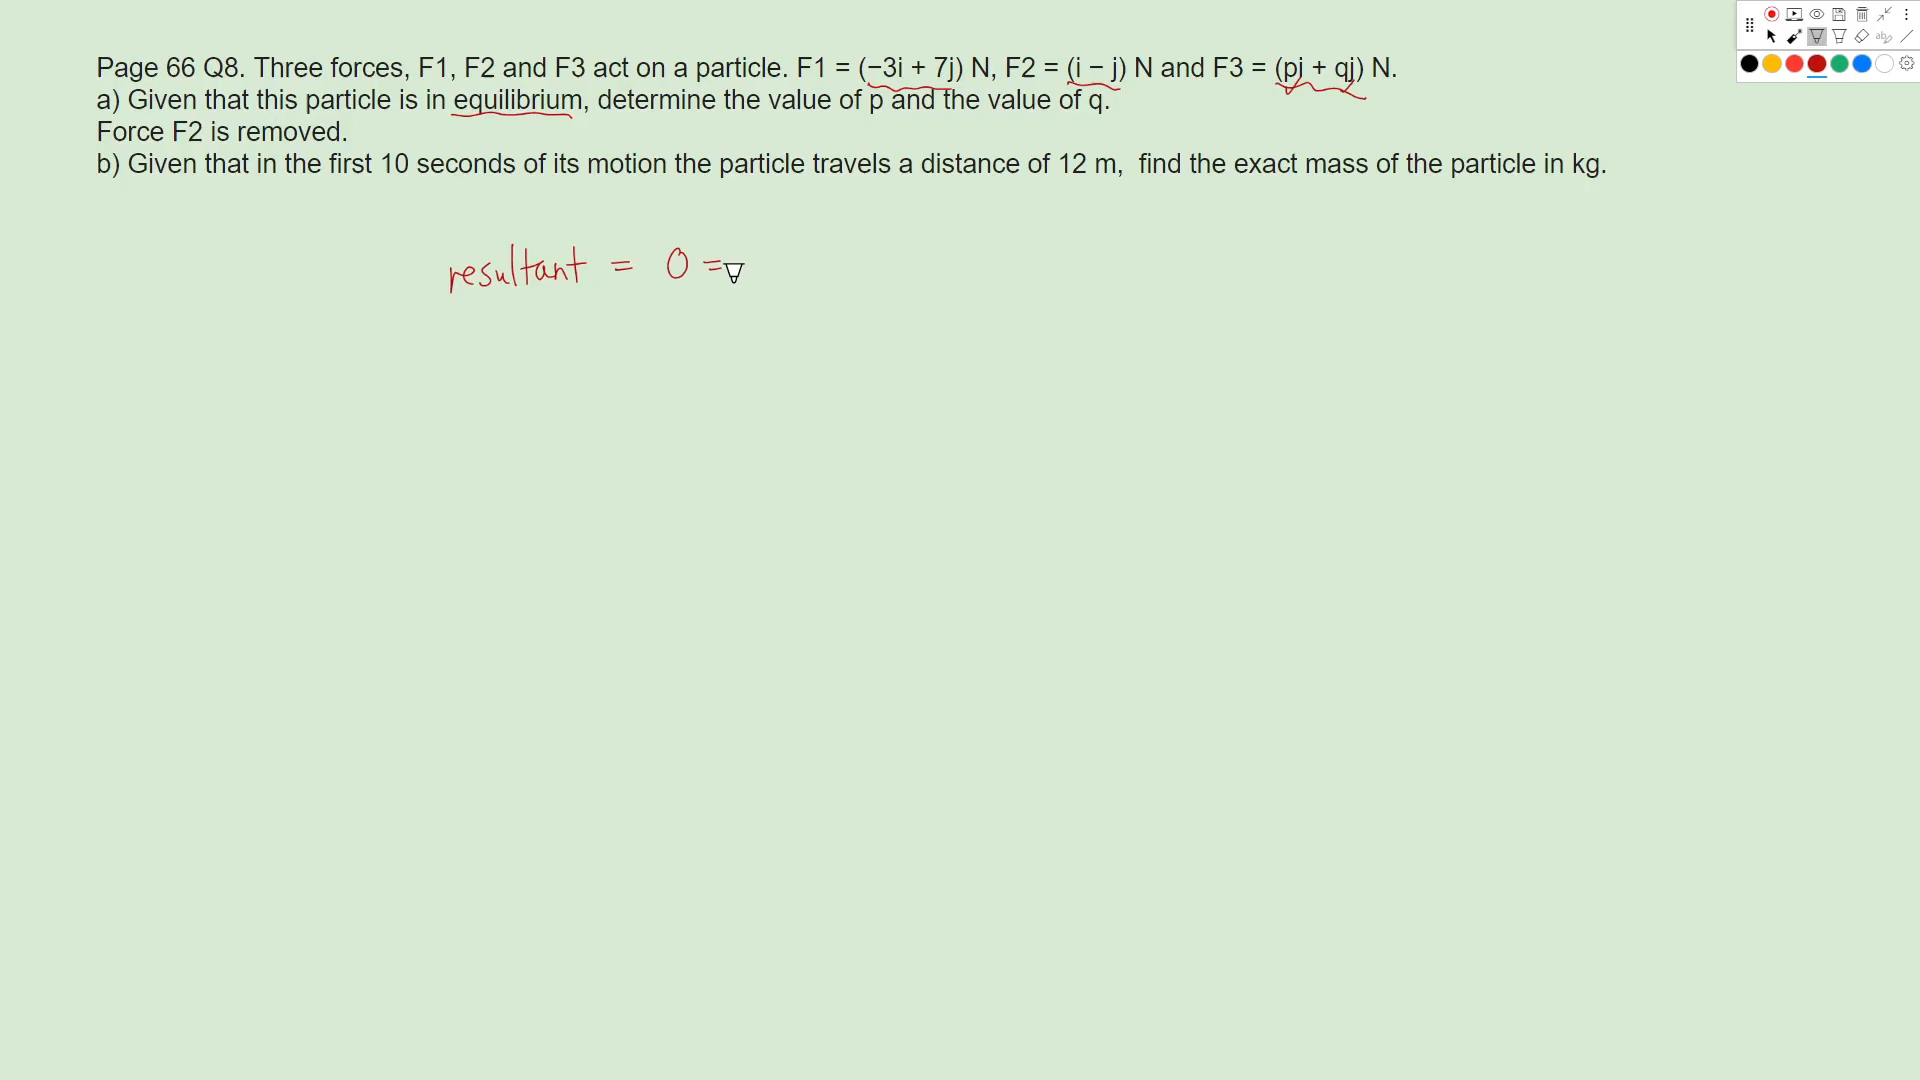 Page 66 Q8. Three forces, F1, F2 and F3 act on a particle. F1 = (−3i + 7j) N, F2 = (i − j) N and F3 = (pi + qj) N.
a) Given that this particle is in equilibrium, determine the value of p and the value of q.
Force F2 is removed.
b) Given that in the first 10 seconds of its motion the particle travels a distance of 12 m,  find the exact mass of the particle in kg.
resultant = 0 =